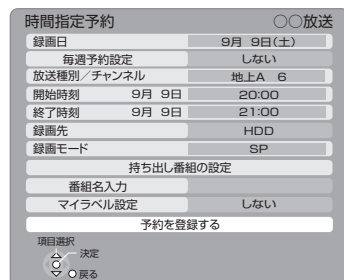 時間指定予約 ○○放送
録画日 9月 9日(土)
毎週予約設定 しない
放送種別／チャンネル 地上A 6
開始時刻 9月 9日 20:00
終了時刻 9月 9日 21:00
録画先 HDD
録画モード SP
持ち出し番組の設定
番組名入力
マイラベル設定 しない
予約を登録する
項目選択
決定
戻る